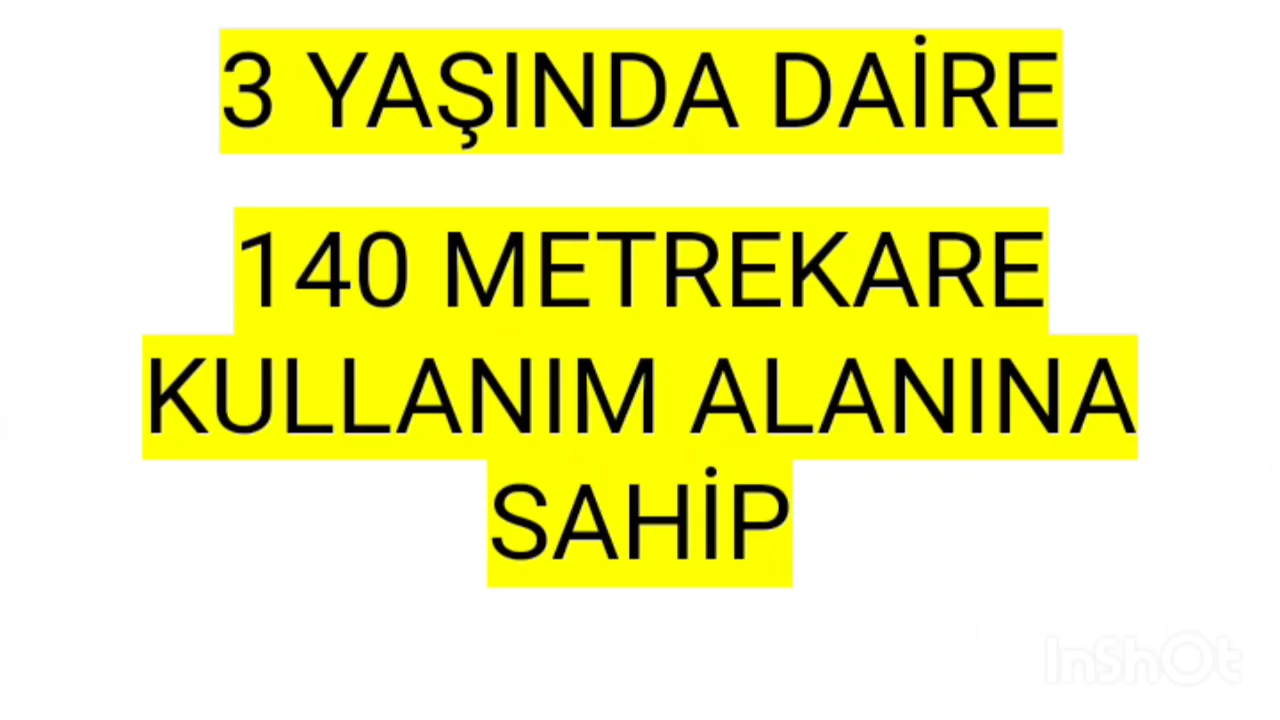 3 YAŞINDA DAİRE
140 METREKARE
KULLANIM ALANINA
SAHİP
InShOt